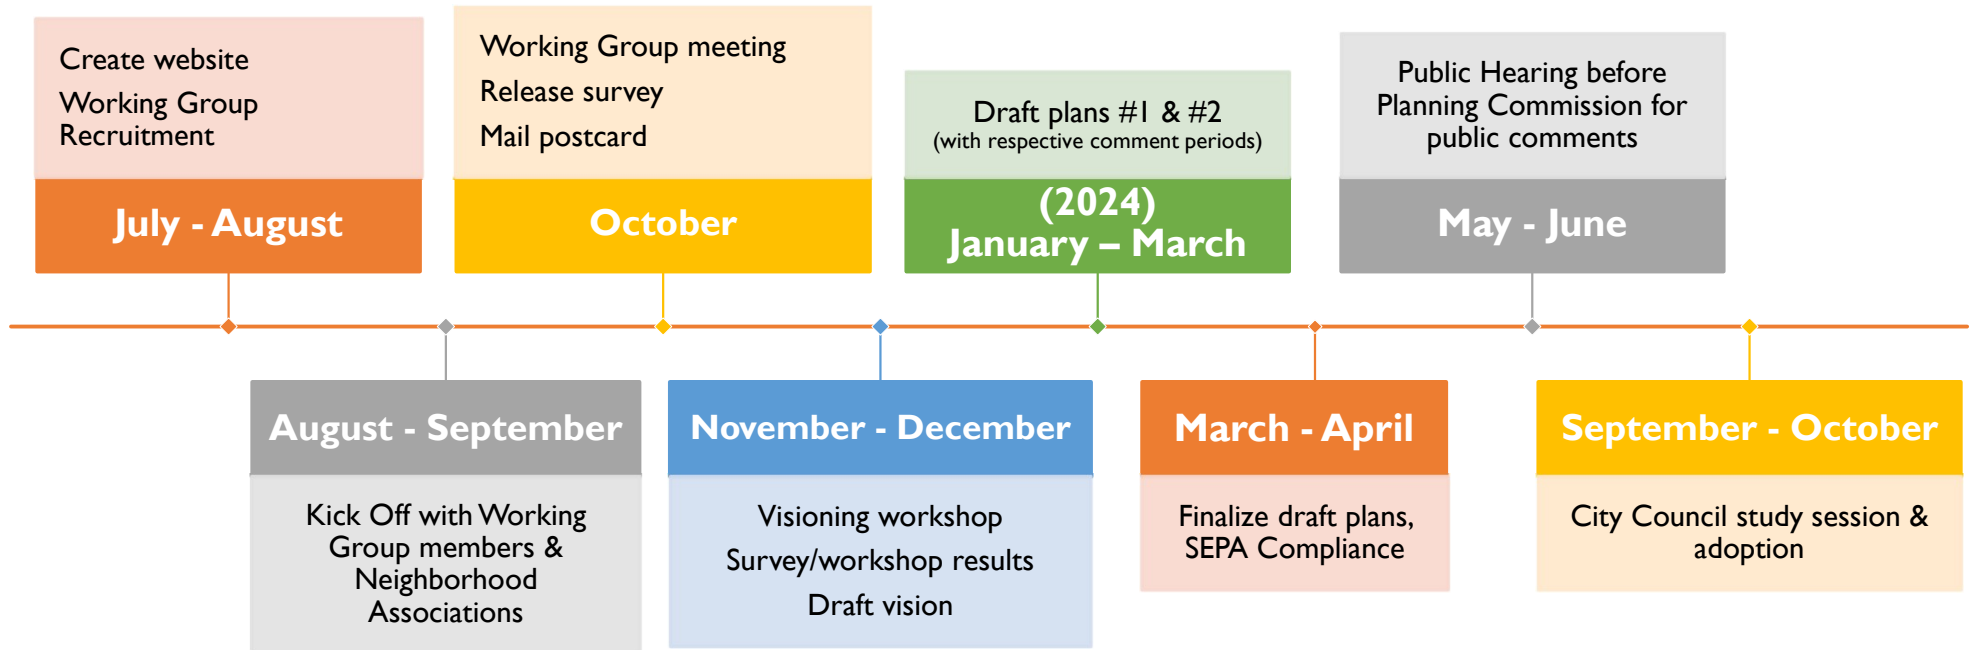 Create website
Working Group
Recruitment
July - August
Kick Off with Working
Group members &
Neighborhood
Associations
August - September
Working Group meeting
Release survey
Mail postcard
October
November - December
Visioning workshop
Survey/workshop results
Draft vision
Draft plans #1 & #2
(with respective comment periods)
(2024)
January – March
March - April
Finalize draft plans,
SEPA Compliance
Public Hearing before
Planning Commission for
public comments
May - June
September - October
City Council study session &
adoption